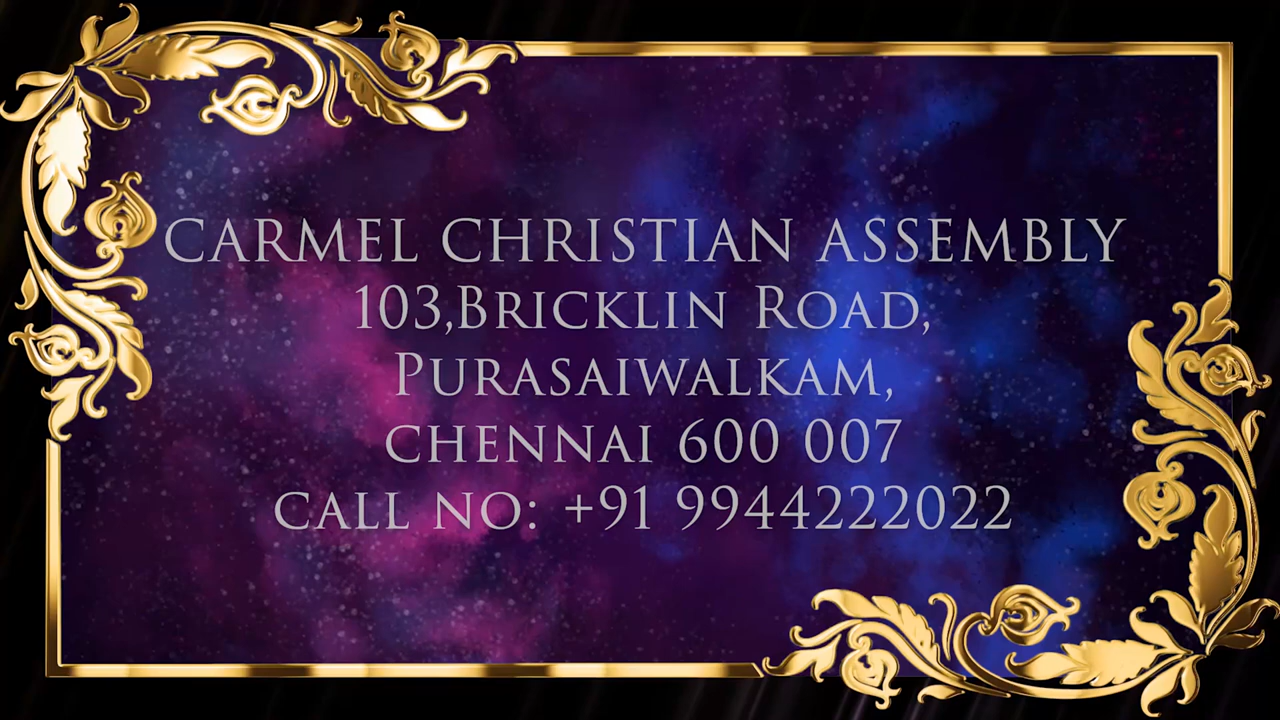 CARMEL CHRISTIAN ASSEMBLY
103,Bricklin Road,
Purasaiwalkam,
chennai 600 007
call no: +91 9944222022